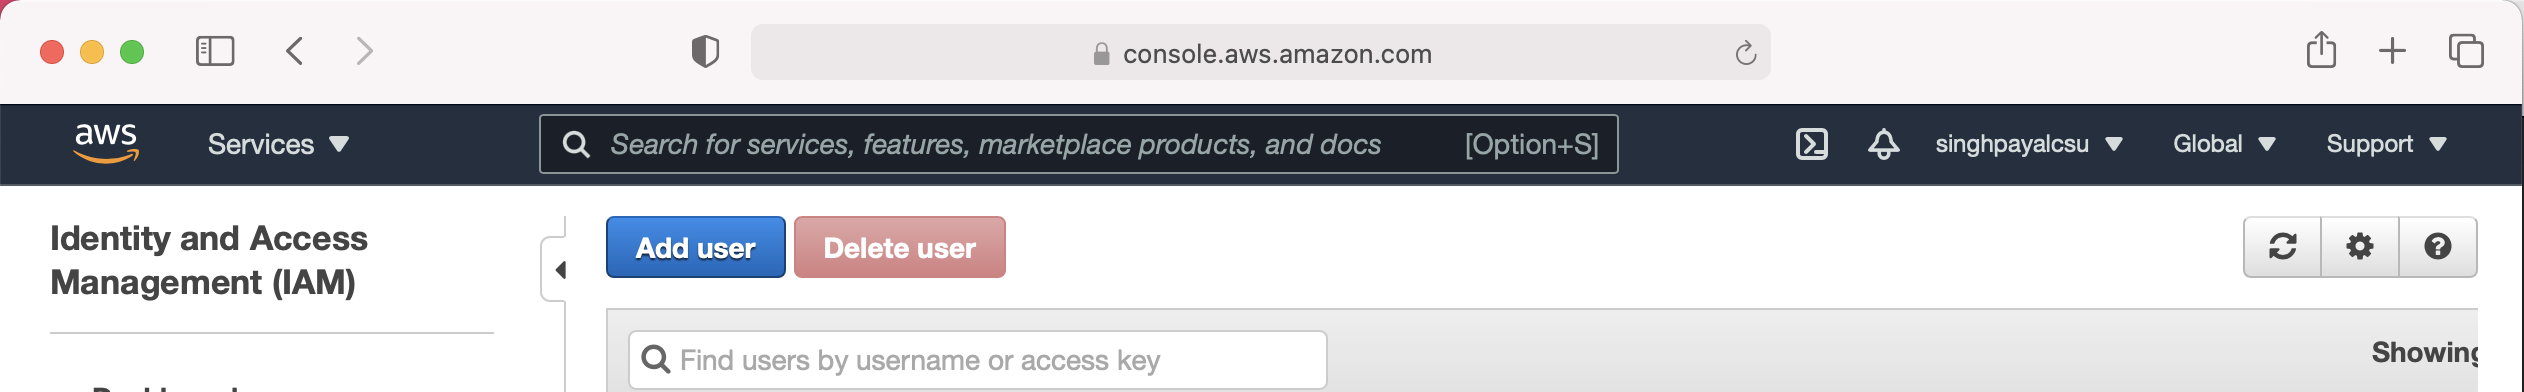 console.aws.amazon.com
aws
Services
Search for services, features, marketplace products, and docs [Option+S]
singhpayalcsu
Global
Support
Identity and Access
Management (IAM)
Add user
Delete user
Find users by username or access key
Showing